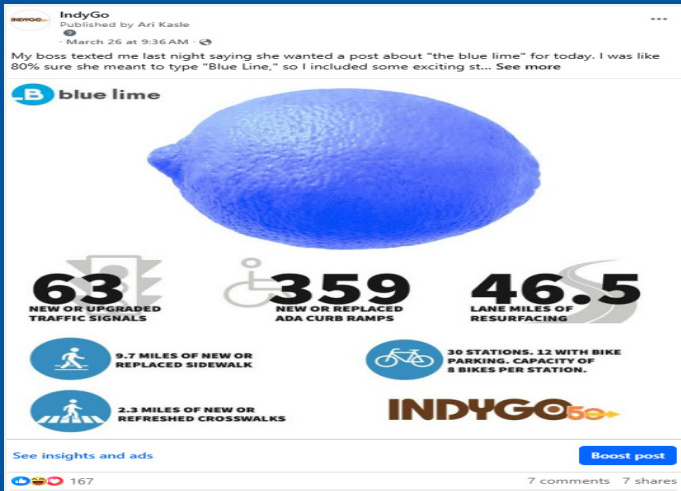 IndyGo
Published by Ari Kasle
· March 26 at 9:36 AM ·
My boss texted me last night saying she wanted a post about "the blue lime" for today. I was like
80% sure she meant to type "Blue Line," so I included some exciting st... See more
B blue lime
63
NEW OR UPGRADED
TRAFFIC SIGNALS
359
NEW OR REPLACED
ADA CURB RAMPS
46.5
LANE MILES OF
RESURFACING
9.7 MILES OF NEW OR
REPLACED SIDEWALK
30 STATIONS. 12 WITH BIKE
PARKING. CAPACITY OF
8 BIKES PER STATION.
2.3 MILES OF NEW OR
REFRESHED CROSSWALKS
INDYGO 50
See insights and ads
Boost post
167
7 comments 7 shares